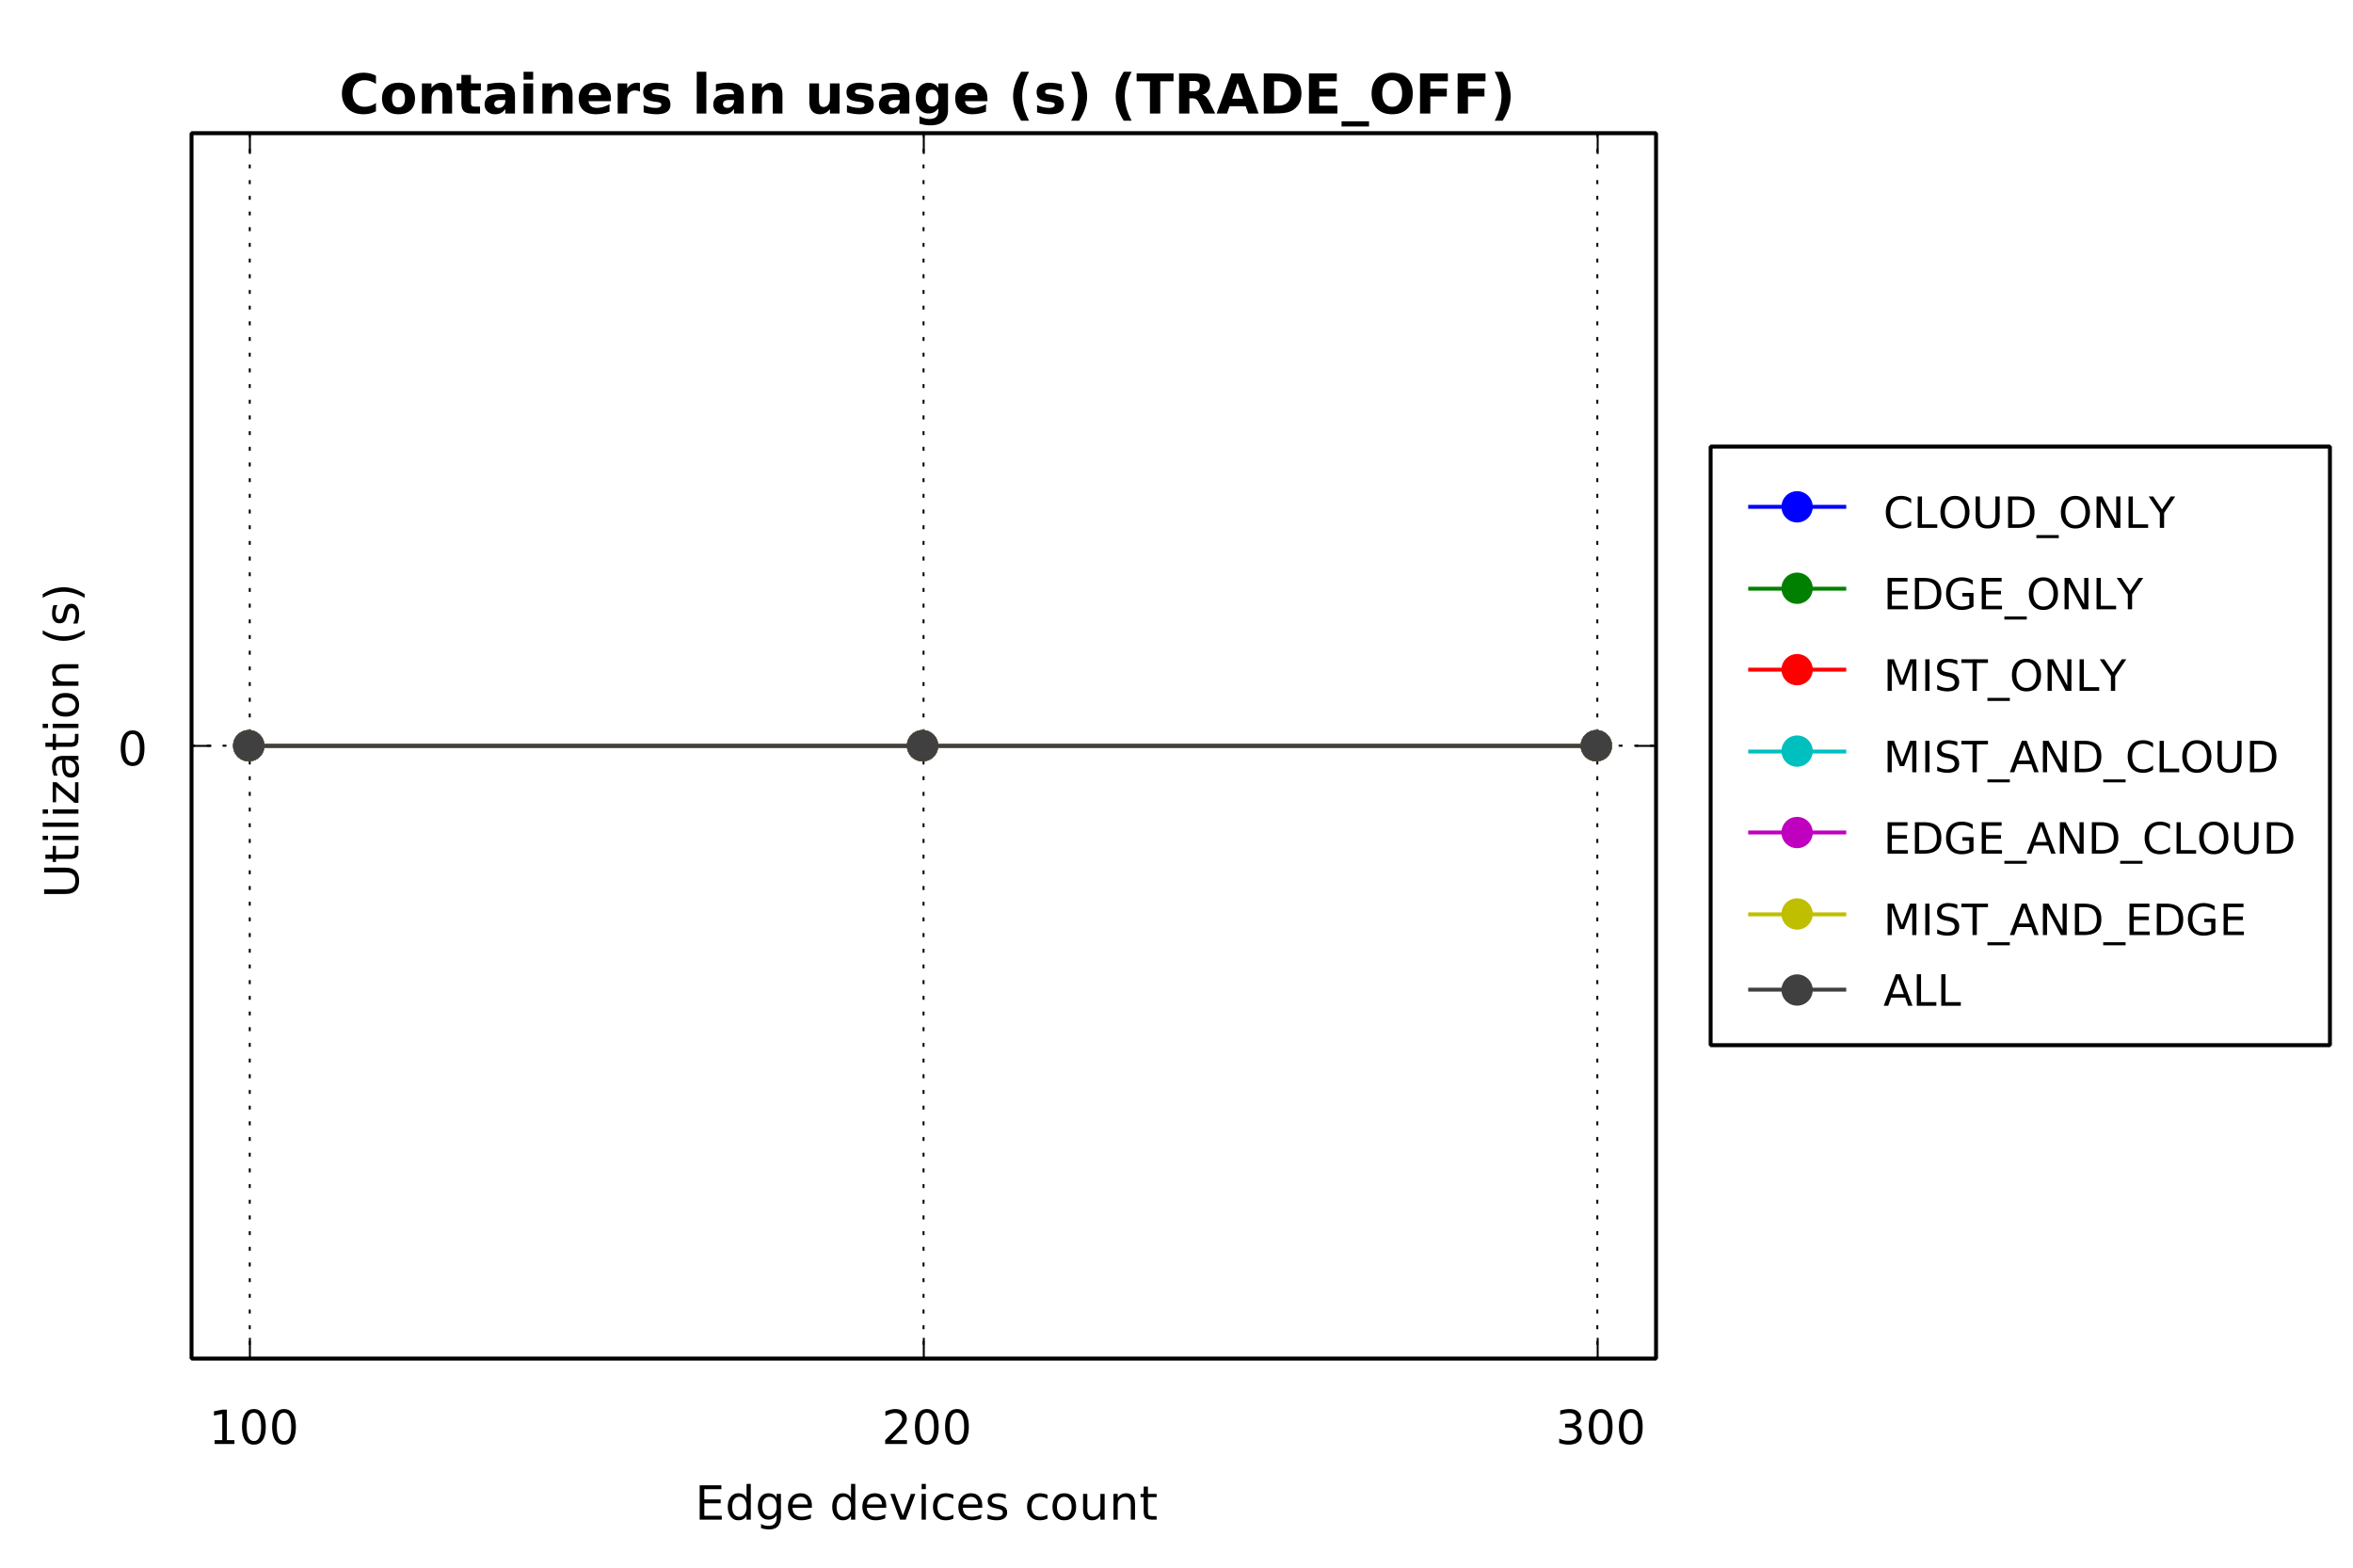 Containers lan usage (s) (TRADE_OFF)
Utilization (s)
0
100
200
300
Edge devices count
CLOUD_ONLY
EDGE_ONLY
MIST_ONLY
MIST_AND_CLOUD
EDGE_AND_CLOUD
MIST_AND_EDGE
ALL